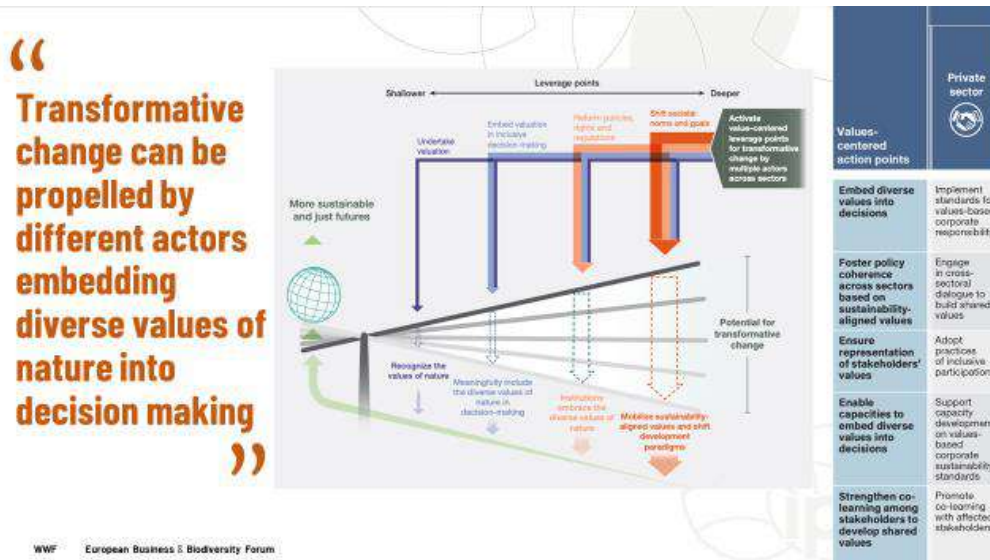 “
Transformative
change can be
propelled by
different actors
embedding
diverse values of
nature into
decision making
”
Leverage points
Shallower
Deeper
Undertake
valuation
Embed valuation
in inclusive
decision-making
Reform policies,
rights and
regulations
Shift societal
norms and goals
Activate
value-centered
leverage points
for transformative
change by
multiple actors
across sectors
More sustainable
and just futures
Potential for
transformative
change
Recognize the
values of nature
Meaningfully include
the diverse values of
nature in
decision-making
Institutions
embrace the
diverse values of
nature
Mobilise sustainability-
aligned values and shift
development
paradigms
Values-
centered
action points
Private
sector
Embed diverse
values into
decisions
Implement
standards fo
values-base
corporate
responsibilit
Foster policy
coherence
across sectors
based on
sustainability-
aligned values
Engage
in cross-
sectoral
dialogue to
build shared
values
Ensure
representation
of stakeholders'
values
Adopt
practices
of inclusive
participation
Enable
capacities to
embed diverse
values into
decisions
Support
capacity
developmen
on values-
based
corporate
sustainability
standards
Strengthen co-
learning among
stakeholders to
develop shared
values
Promote
co-learning
with affected
stakeholders
WWF European Business & Biodiversity Forum